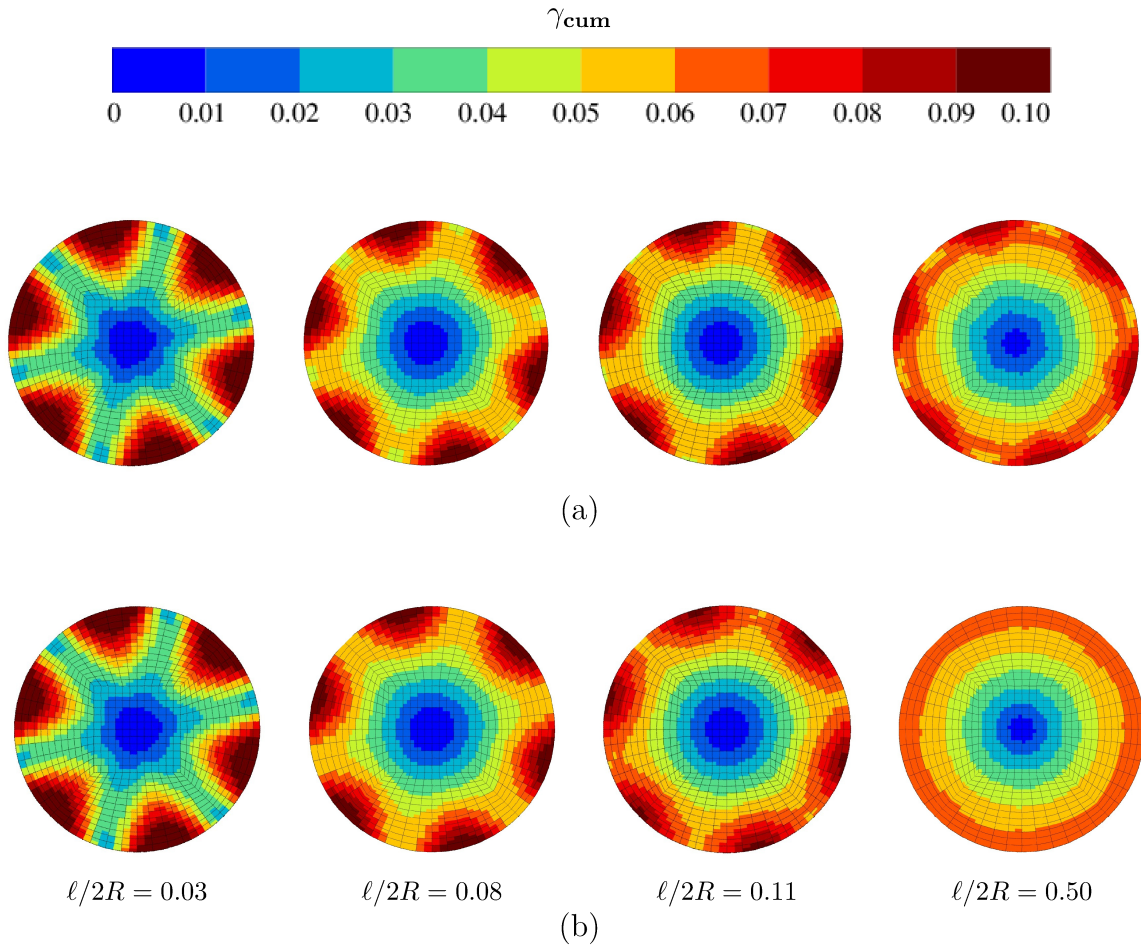 γcum
0 0.01 0.02 0.03 0.04 0.05 0.06 0.07 0.08 0.09 0.10
(a)
ℓ/2R = 0.03 ℓ/2R = 0.08 ℓ/2R = 0.11 ℓ/2R = 0.50
(b)